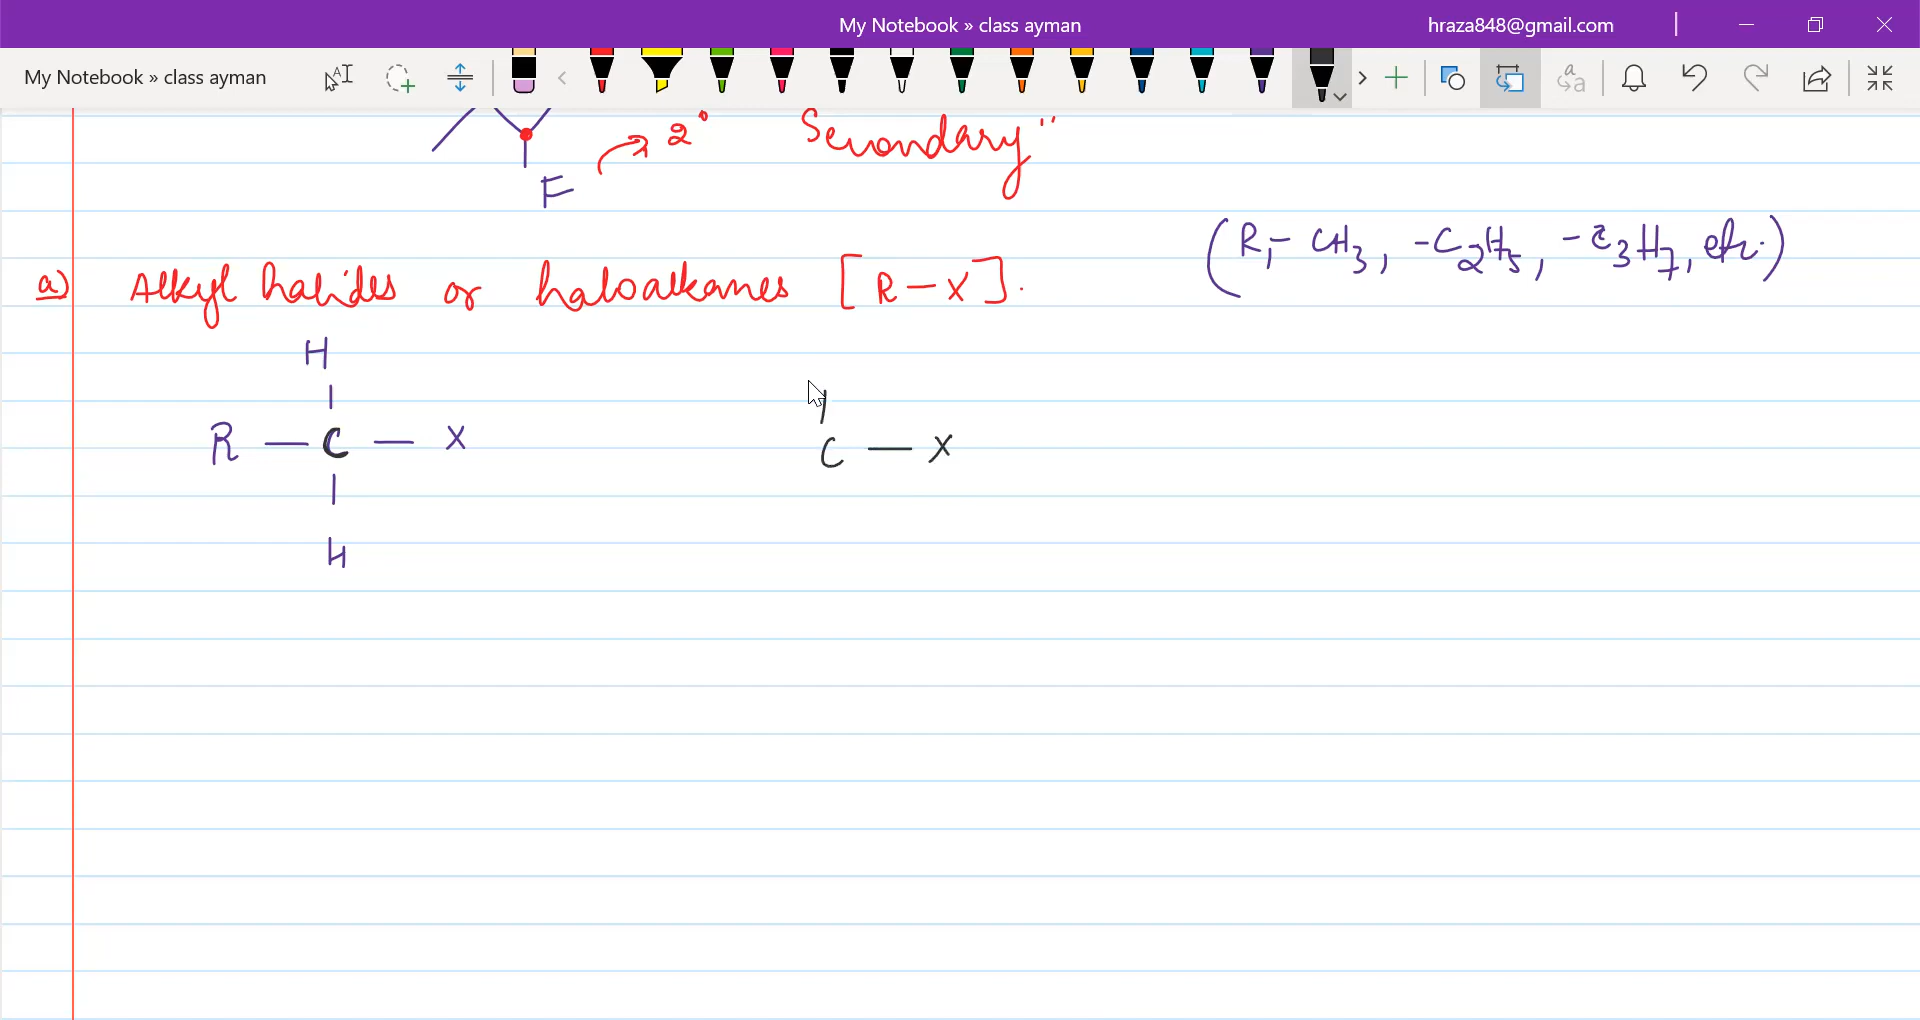 My Notebook » class ayman
hraza848@gmail.com
My Notebook » class ayman
2° Secondary"
F
(R, - CH3, -C2H5, -C3H7, etc.)
a) Alkyl halides or haloalkanes [R-X].
H
R — C — X
H
C — X